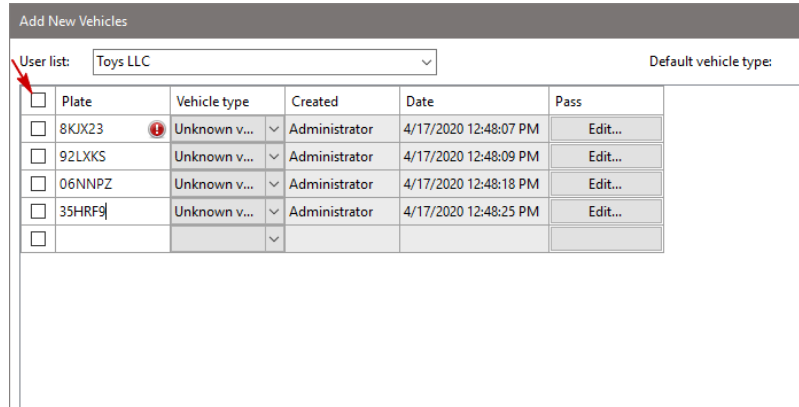 Add New Vehicles
User list: Toys LLC Default vehicle type:
Plate Vehicle type Created Date Pass
8KJX23 Unknown v... Administrator 4/17/2020 12:48:07 PM Edit...
92LXKS Unknown v... Administrator 4/17/2020 12:48:09 PM Edit...
06NNPZ Unknown v... Administrator 4/17/2020 12:48:18 PM Edit...
35HRF9 Unknown v... Administrator 4/17/2020 12:48:25 PM Edit...